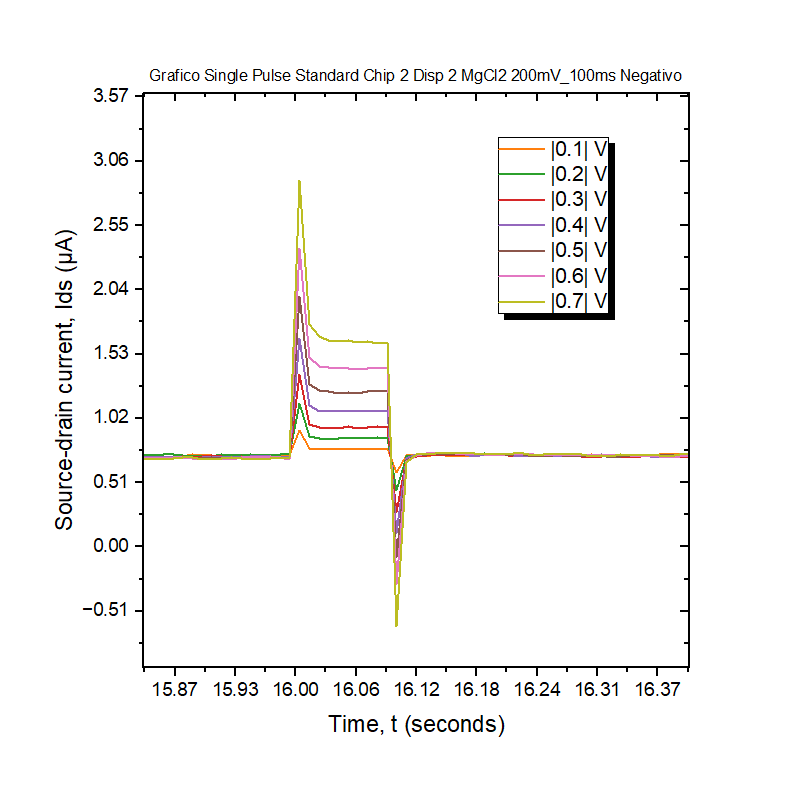 Grafico Single Pulse Standard Chip 2 Disp 2 MgCl2 200mV_100ms Negativo
3.57
3.06
2.55
2.04
1.53
1.02
0.51
0.00
−0.51
Source-drain current, Ids (µA)
|0.1| V
|0.2| V
|0.3| V
|0.4| V
|0.5| V
|0.6| V
|0.7| V
15.87 15.93 16.00 16.06 16.12 16.18 16.24 16.31 16.37
Time, t (seconds)